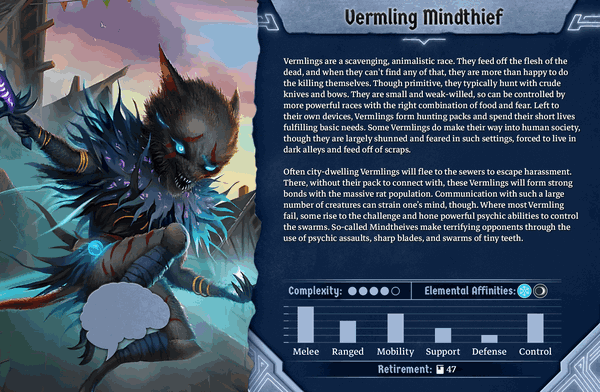 Vermling Mindthief
Vermlings are a scavenging, animalistic race. They feed off the flesh of the
dead, and when they can't find any of that, they are more than happy to do
the killing themselves. Though primitive, they typically hunt with crude
knives and bows. They are small and weak-willed, so can be controlled by
more powerful races with the right combination of food and fear. Left to
their own devices, Vermlings form hunting packs and spend their short lives
fulfilling basic needs. Some Vermlings do make their way into human society,
though they are largely shunned and feared in such settings, forced to live in
dark alleys and feed off of scraps.
Often city-dwelling Vermlings will flee to the sewers to escape harassment.
There, without their pack to connect with, these Vermlings will form strong
bonds with the massive rat population. Communication with such a large
number of creatures can strain one's mind, though. Where most Vermling
fail, some rise to the challenge and hone powerful psychic abilities to control
the swarms. So-called Mindtheives make terrifying opponents through the
use of psychic assaults, sharp blades, and swarms of tiny teeth.
Complexity: Elemental Affinities:
Melee Ranged Mobility Support Defense Control
Retirement: 47